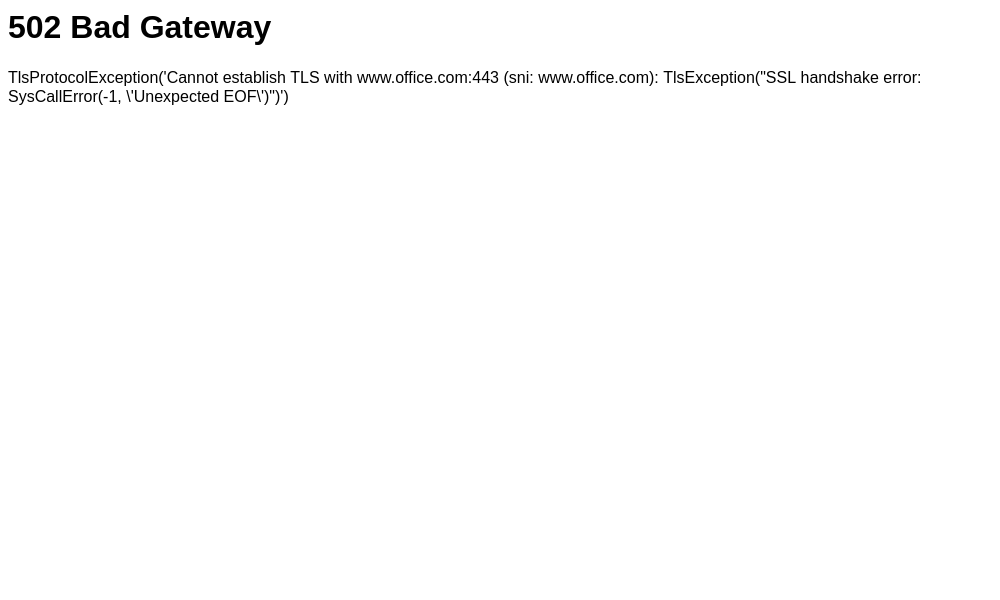 502 Bad Gateway
TlsProtocolException('Cannot establish TLS with www.office.com:443 (sni: www.office.com): TlsException("SSL handshake error:
SysCallError(-1, \'Unexpected EOF\')")')